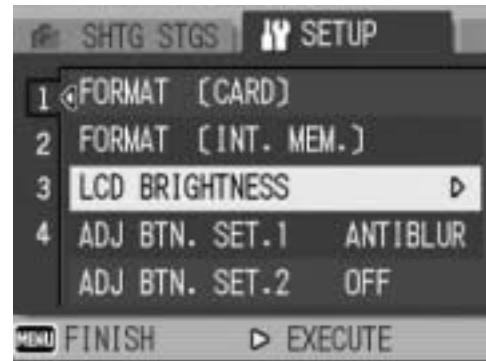 SHTG STGS SETUP
1 FORMAT [CARD]
2 FORMAT [INT. MEM.]
3 LCD BRIGHTNESS
4 ADJ BTN. SET.1 ANTIBLUR
ADJ BTN. SET.2 OFF
MENU FINISH EXECUTE